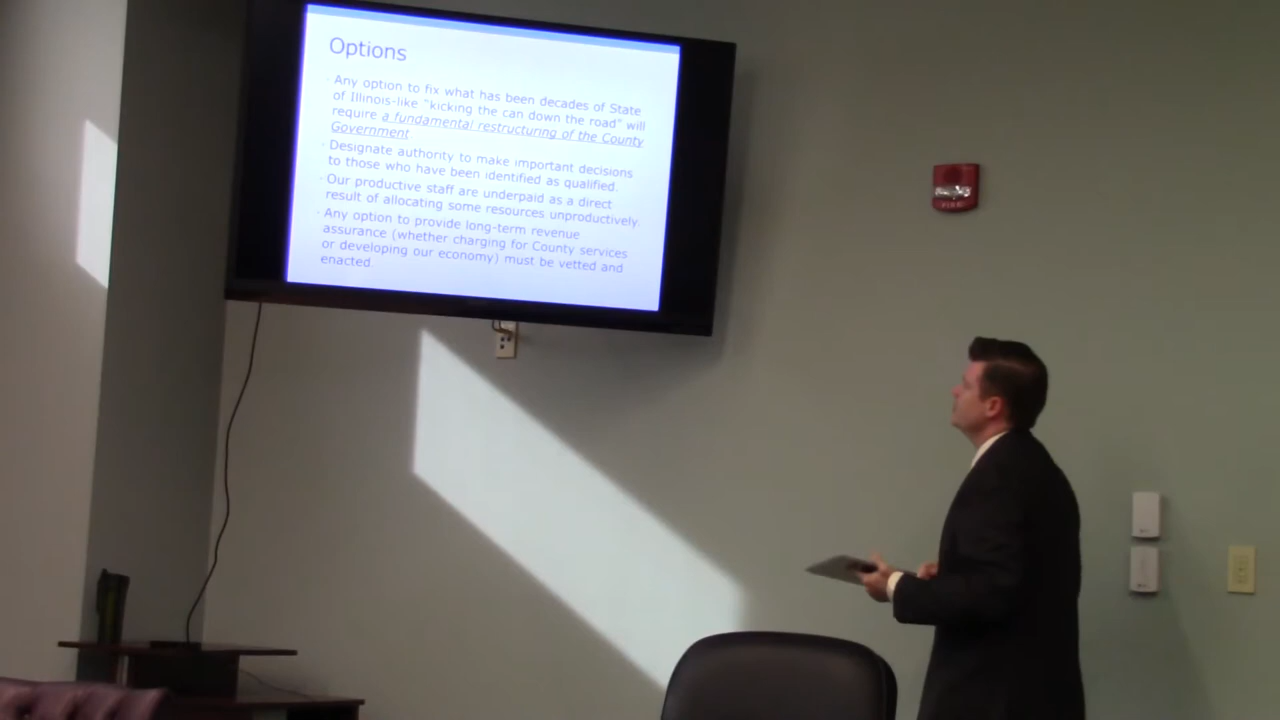 Options
· Any option to fix what has been decades of State
of Illinois-like "kicking the can down the road" will
require a fundamental restructuring of the County
Government
· Designate authority to make important decisions
to those who have been identified as qualified.
· Our productive staff are underpaid as a direct
result of allocating some resources unproductively.
· Any option to provide long-term revenue
assurance (whether charging for County services
or developing our economy) must be vetted and
enacted.
FIRE